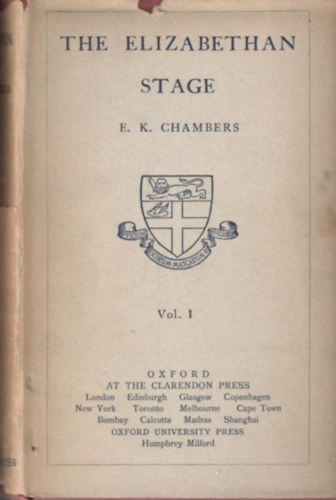 THE ELIZABETHAN
STAGE
E. K. CHAMBERS
Vol. I
OXFORD
AT THE CLARENDON PRESS
London Edinburgh Glasgow Copenhagen
New York Toronto Melbourne Cape Town
Bombay Calcutta Madras Shanghai
OXFORD UNIVERSITY PRESS
Humphrey Milford